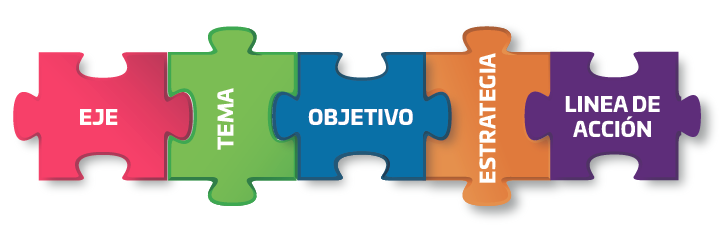 EJE
TEMA
OBJETIVO
ESTRATEGIA
LINEA DE
ACCIÓN